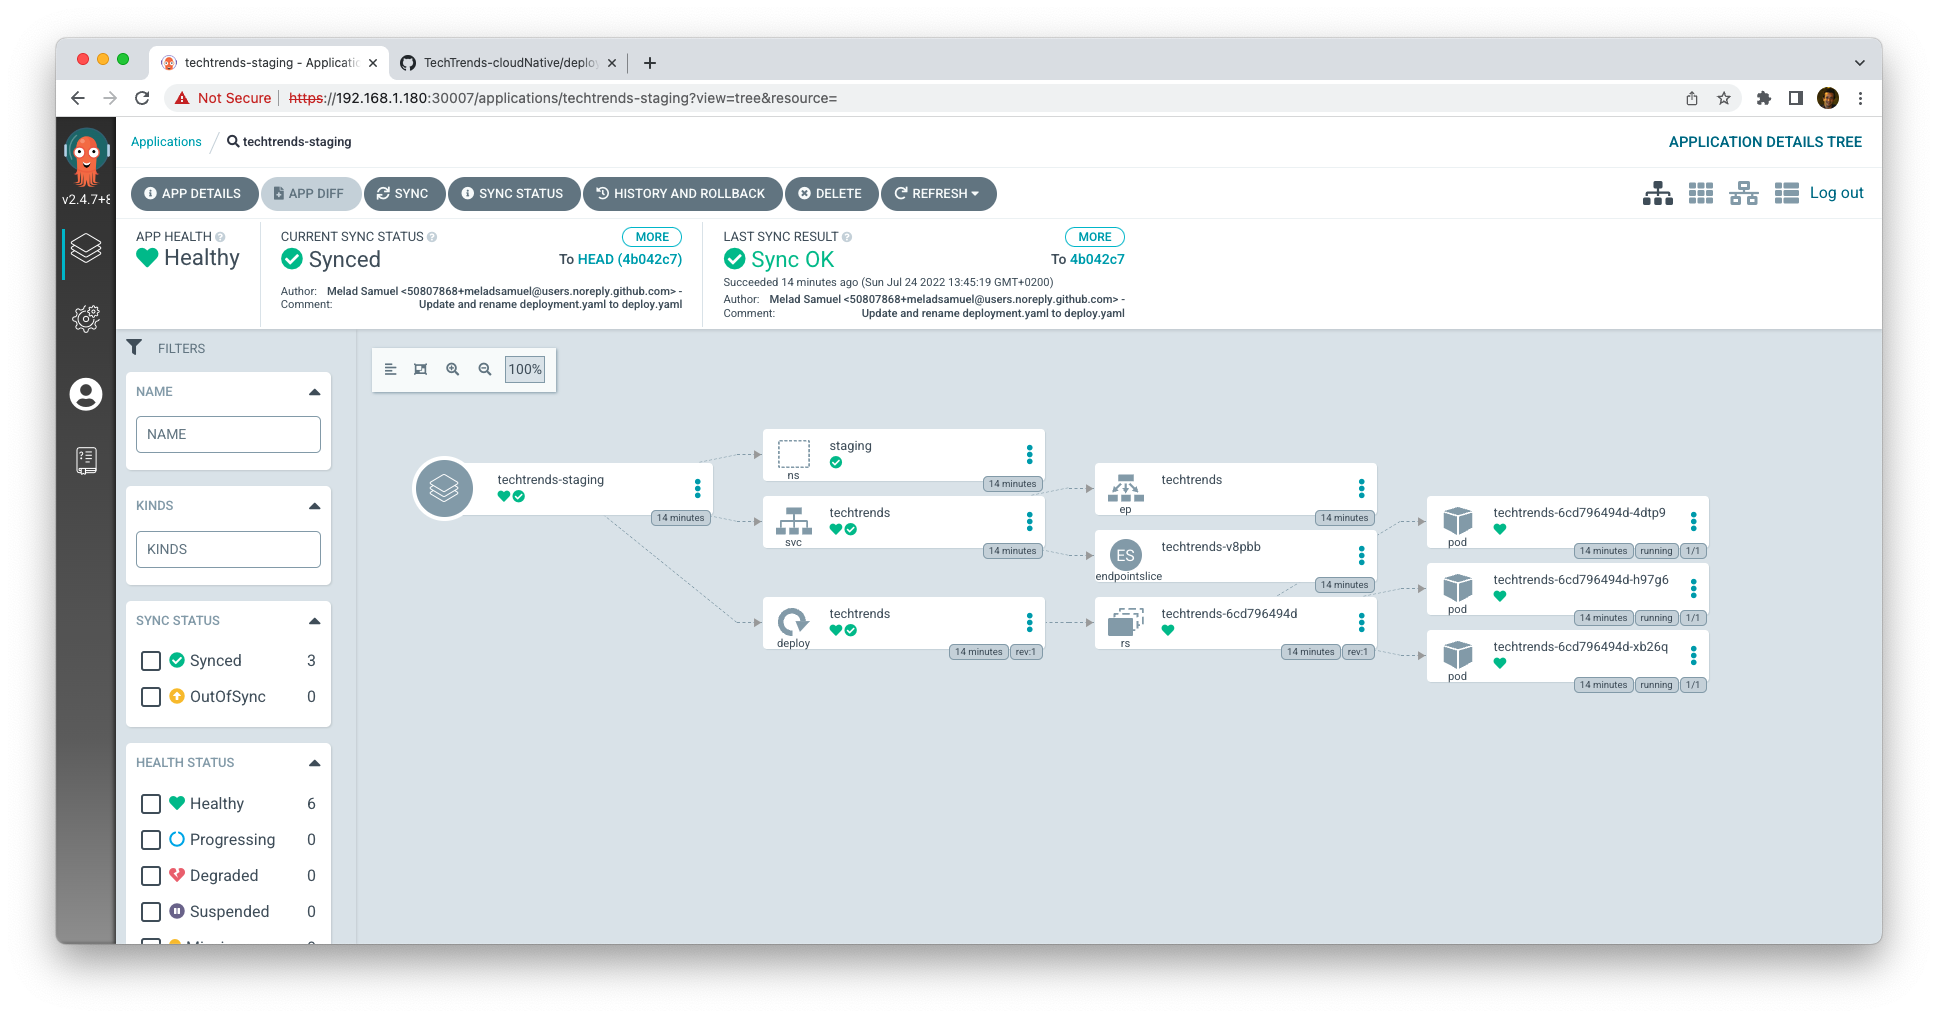 techtrends-staging - Applicatic
TechTrends-cloudNative/deploy
Not Secure
https://192.168.1.180:30007/applications/techtrends-staging?view=tree&resource=
v2.4.7+8
Applications / techtrends-staging
APPLICATION DETAILS TREE
APP DETAILS
APP DIFF
SYNC
SYNC STATUS
HISTORY AND ROLLBACK
DELETE
REFRESH
Log out
APP HEALTH
Healthy
CURRENT SYNC STATUS
MORE
Synced
To HEAD (4b042c7)
Author: Melad Samuel <50807868+meladsamuel@users.noreply.github.com> -
Comment: Update and rename deployment.yaml to deploy.yaml
LAST SYNC RESULT
MORE
Sync OK
To 4b042c7
Succeeded 14 minutes ago (Sun Jul 24 2022 13:45:19 GMT+0200)
Author: Melad Samuel <50807868+meladsamuel@users.noreply.github.com> -
Comment: Update and rename deployment.yaml to deploy.yaml
FILTERS
NAME
NAME
KINDS
KINDS
SYNC STATUS
Synced 3
OutOfSync 0
HEALTH STATUS
Healthy 6
Progressing 0
Degraded 0
Suspended 0
100%
techtrends-staging
14 minutes
staging
ns
14 minutes
techtrends
svc
14 minutes
techtrends
deploy
14 minutes
rev:1
techtrends
ep
14 minutes
ES
techtrends-v8pbb
endpointslice
14 minutes
techtrends-6cd796494d
rs
14 minutes
rev:1
techtrends-6cd796494d-4dtp9
pod
14 minutes
running
1/1
techtrends-6cd796494d-h97g6
pod
14 minutes
running
1/1
techtrends-6cd796494d-xb26q
pod
14 minutes
running
1/1